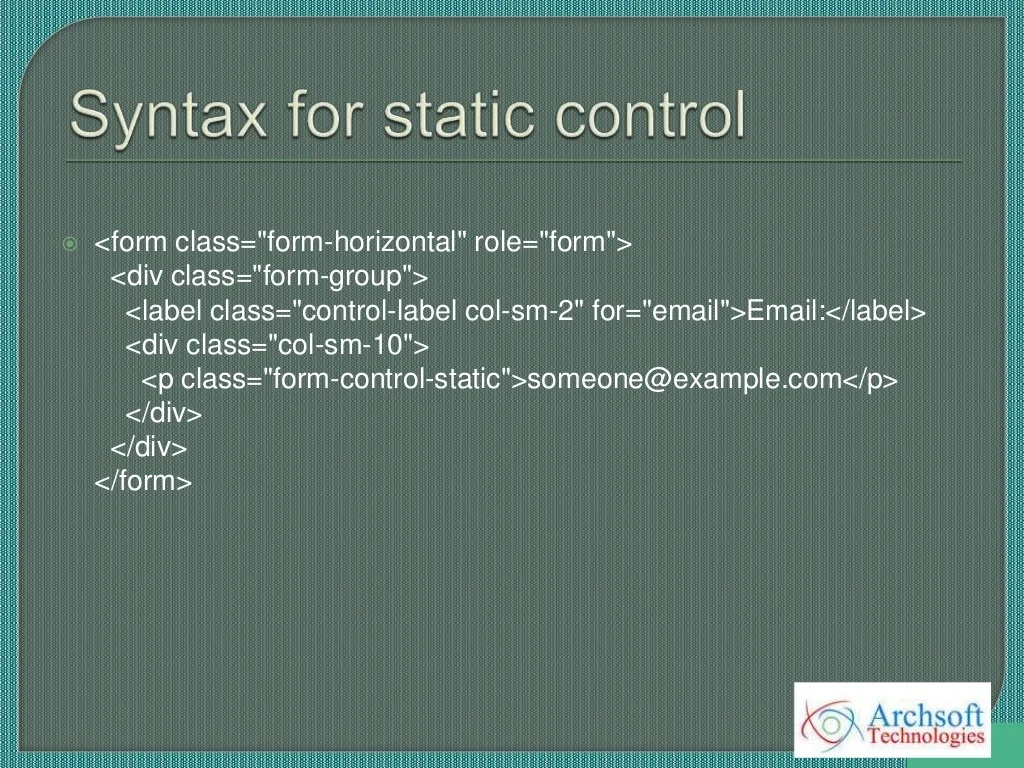 Syntax for static control
<form class="form-horizontal" role="form">
<div class="form-group">
<label class="control-label col-sm-2" for="email">Email:</label>
<div class="col-sm-10">
<p class="form-control-static">someone@example.com</p>
</div>
</div>
</form>
Archsoft
Technologies